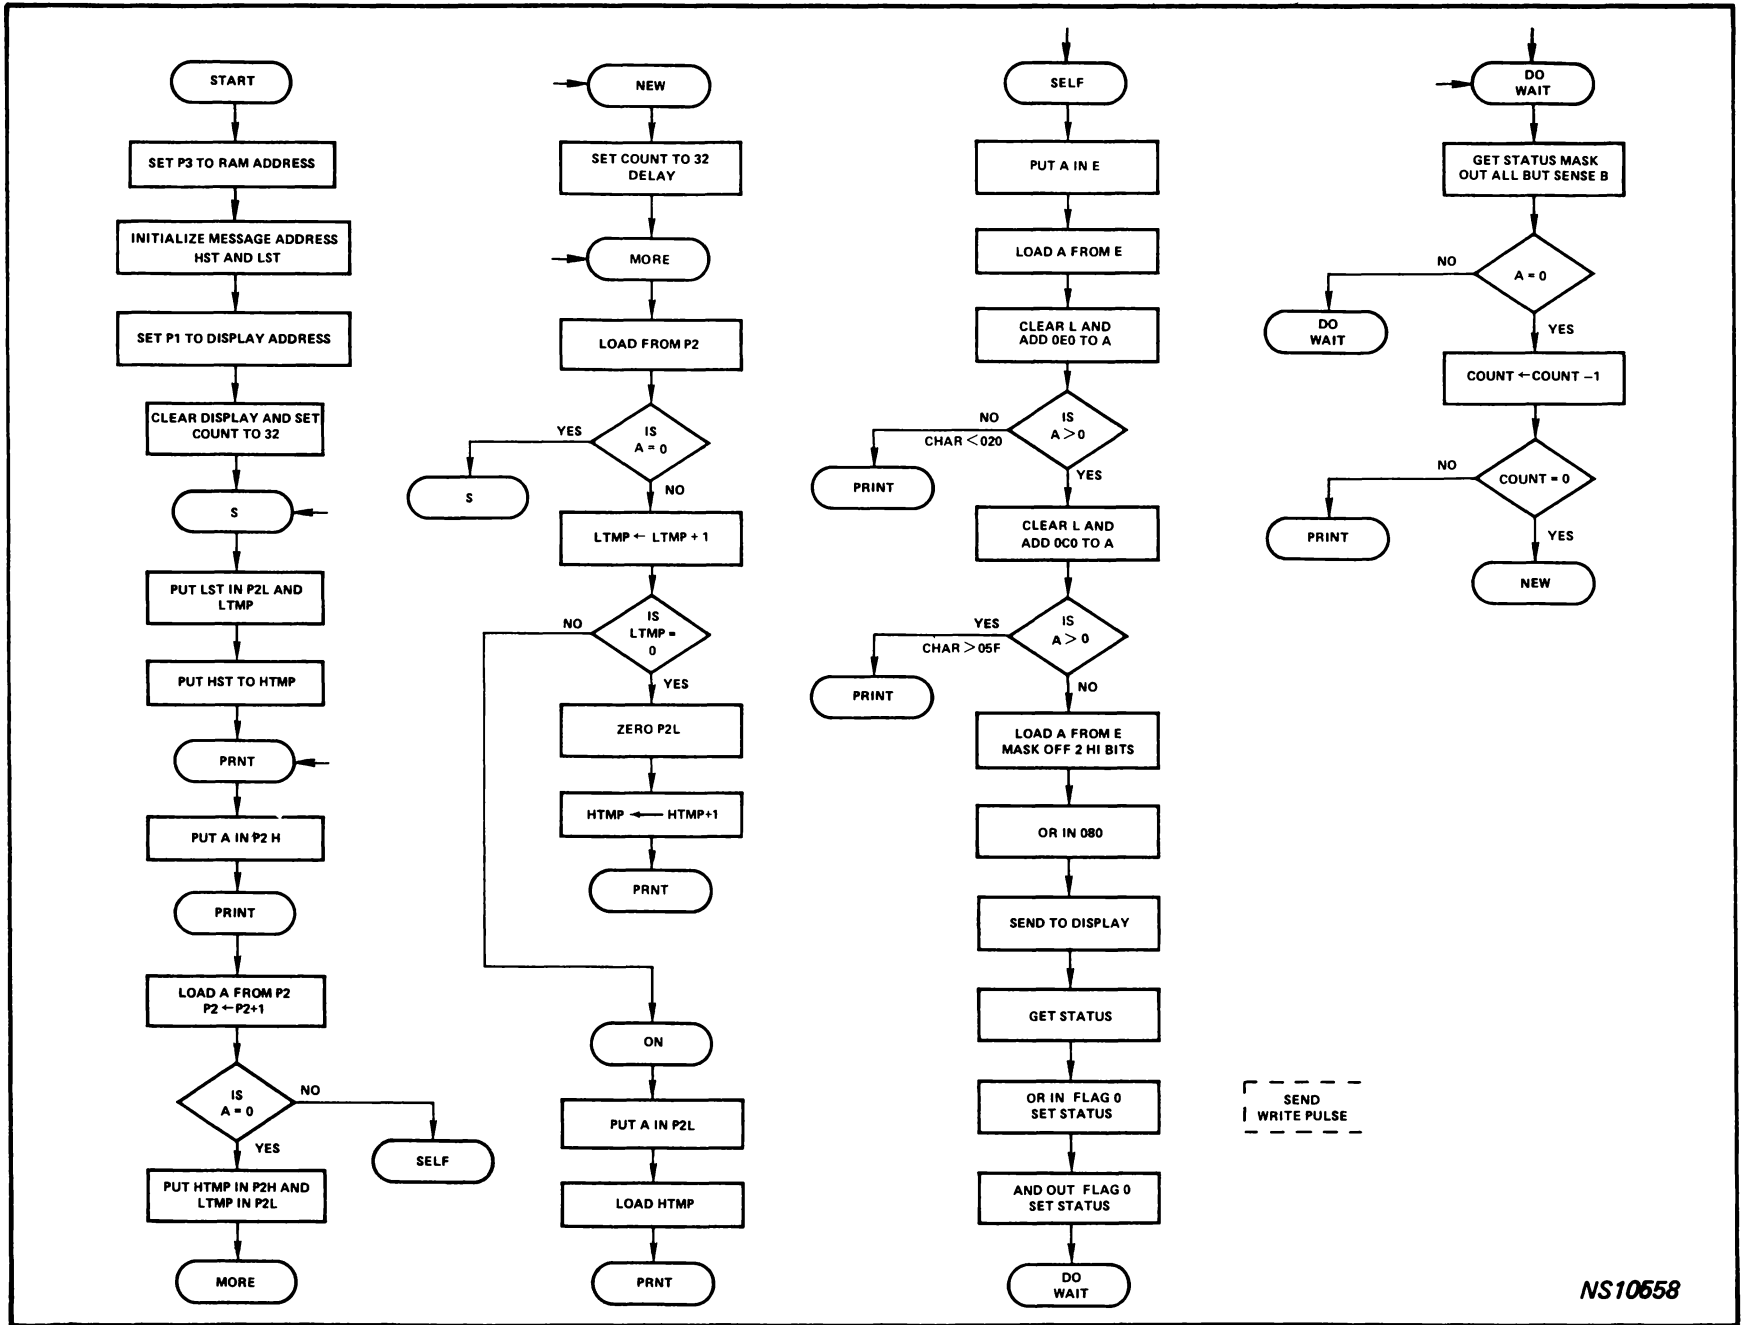 START
SET P3 TO RAM ADDRESS
INITIALIZE MESSAGE ADDRESS
HST AND LST
SET P1 TO DISPLAY ADDRESS
CLEAR DISPLAY AND SET
COUNT TO 32
S
PUT LST IN P2L AND
LTMP
PUT HST TO HTMP
PRNT
PUT A IN P2 H
PRINT
LOAD A FROM P2
P2 ← P2+1
IS
A = 0
NO
YES
SELF
PUT HTMP IN P2H AND
LTMP IN P2L
MORE
NEW
SET COUNT TO 32
DELAY
MORE
LOAD FROM P2
IS
A = 0
YES
S
NO
LTMP ← LTMP + 1
IS
LTMP =
0
NO
YES
ZERO P2L
HTMP ← HTMP+1
PRNT
ON
PUT A IN P2L
LOAD HTMP
PRNT
SELF
PUT A IN E
LOAD A FROM E
CLEAR L AND
ADD 0E0 TO A
IS
A > 0
NO
CHAR < 020
PRINT
YES
CLEAR L AND
ADD 0C0 TO A
IS
A > 0
YES
CHAR > 05F
PRINT
NO
LOAD A FROM E
MASK OFF 2 HI BITS
OR IN 080
SEND TO DISPLAY
GET STATUS
OR IN FLAG 0
SET STATUS
SEND
WRITE PULSE
AND OUT FLAG 0
SET STATUS
DO
WAIT
DO
WAIT
GET STATUS MASK
OUT ALL BUT SENSE B
A = 0
NO
DO
WAIT
YES
COUNT ← COUNT –1
COUNT = 0
NO
PRINT
YES
NEW
NS10558